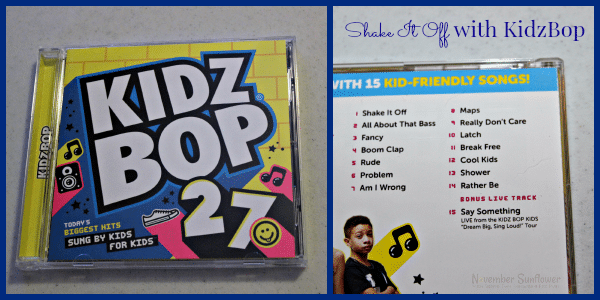 KIDZ
BOP
27
KIDZ BOP
TODAY'S
BIGGEST HITS
SUNG BY KIDS
FOR KIDS
Shake It Off with KidzBop
WITH 15 KID-FRIENDLY SONGS!
1 Shake It Off
2 All About That Bass
3 Fancy
4 Boom Clap
5 Rude
6 Problem
7 Am I Wrong
8 Maps
9 Really Don't Care
10 Latch
11 Break Free
12 Cool Kids
13 Shower
14 Rather Be
BONUS LIVE TRACK
15 Say Something
LIVE from the KIDZ BOP KIDS
"Dream Big, Sing Loud!" Tour
November Sunflower